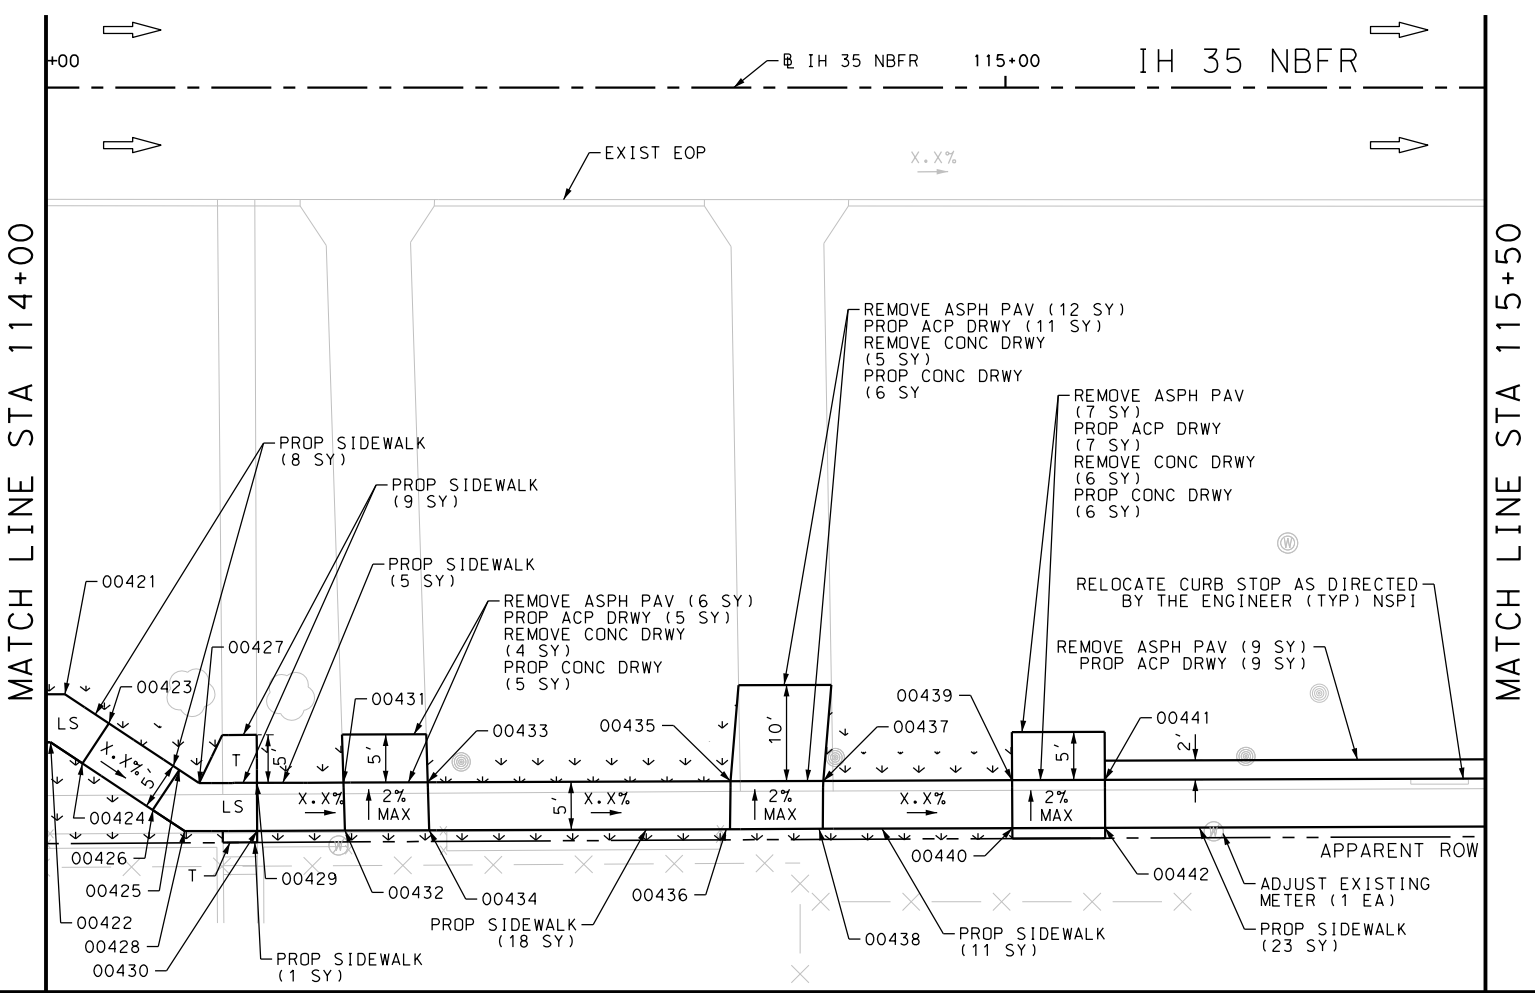 +00
℄ IH 35 NBFR
115+00
IH 35 NBFR
EXIST EOP
X.X%
MATCH LINE STA 114+00
MATCH LINE STA 115+50
REMOVE ASPH PAV (12 SY)
PROP ACP DRWY (11 SY)
REMOVE CONC DRWY
(5 SY)
PROP CONC DRWY
(6 SY
REMOVE ASPH PAV
(7 SY)
PROP ACP DRWY
(7 SY)
REMOVE CONC DRWY
(6 SY)
PROP CONC DRWY
(6 SY)
PROP SIDEWALK
(8 SY)
PROP SIDEWALK
(9 SY)
PROP SIDEWALK
(5 SY)
REMOVE ASPH PAV (6 SY)
PROP ACP DRWY (5 SY)
REMOVE CONC DRWY
(4 SY)
PROP CONC DRWY
(5 SY)
W
RELOCATE CURB STOP AS DIRECTED
BY THE ENGINEER (TYP) NSPI
REMOVE ASPH PAV (9 SY)
PROP ACP DRWY (9 SY)
00421
00427
00423
00431
00433
00435
00439
00437
00441
LS
X.X%
5'
T
5'
5'
10'
5'
2'
LS
X.X%
2%
MAX
5'
X.X%
2%
MAX
X.X%
2%
MAX
00424
00426
00425
00422
00428
00430
T
00429
00432
00434
00436
00438
00440
00442
W
W
APPARENT ROW
PROP SIDEWALK
(18 SY)
PROP SIDEWALK
(1 SY)
PROP SIDEWALK
(11 SY)
ADJUST EXISTING
METER (1 EA)
PROP SIDEWALK
(23 SY)